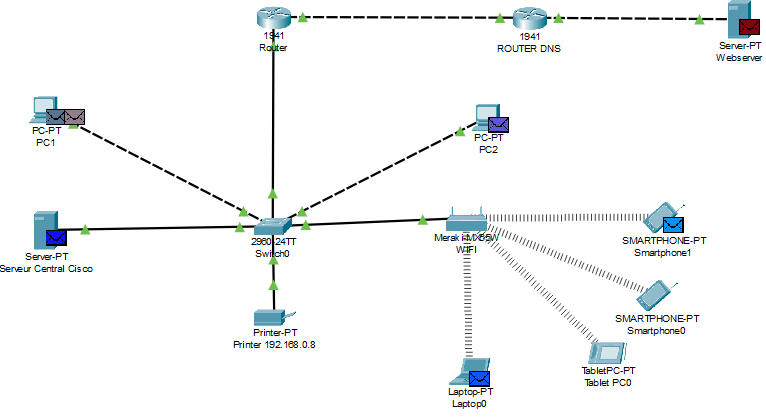 1941
Router
1941
ROUTER DNS
Server-PT
Webserver
PC-PT
PC1
PC-PT
PC2
Server-PT
Serveur Central Cisco
2960-24TT
Switch0
WIFI
SMARTPHONE-PT
Smartphone1
SMARTPHONE-PT
Smartphone0
Printer-PT
Printer 192.168.0.8
TabletPC-PT
Tablet PC0
Laptop-PT
Laptop0